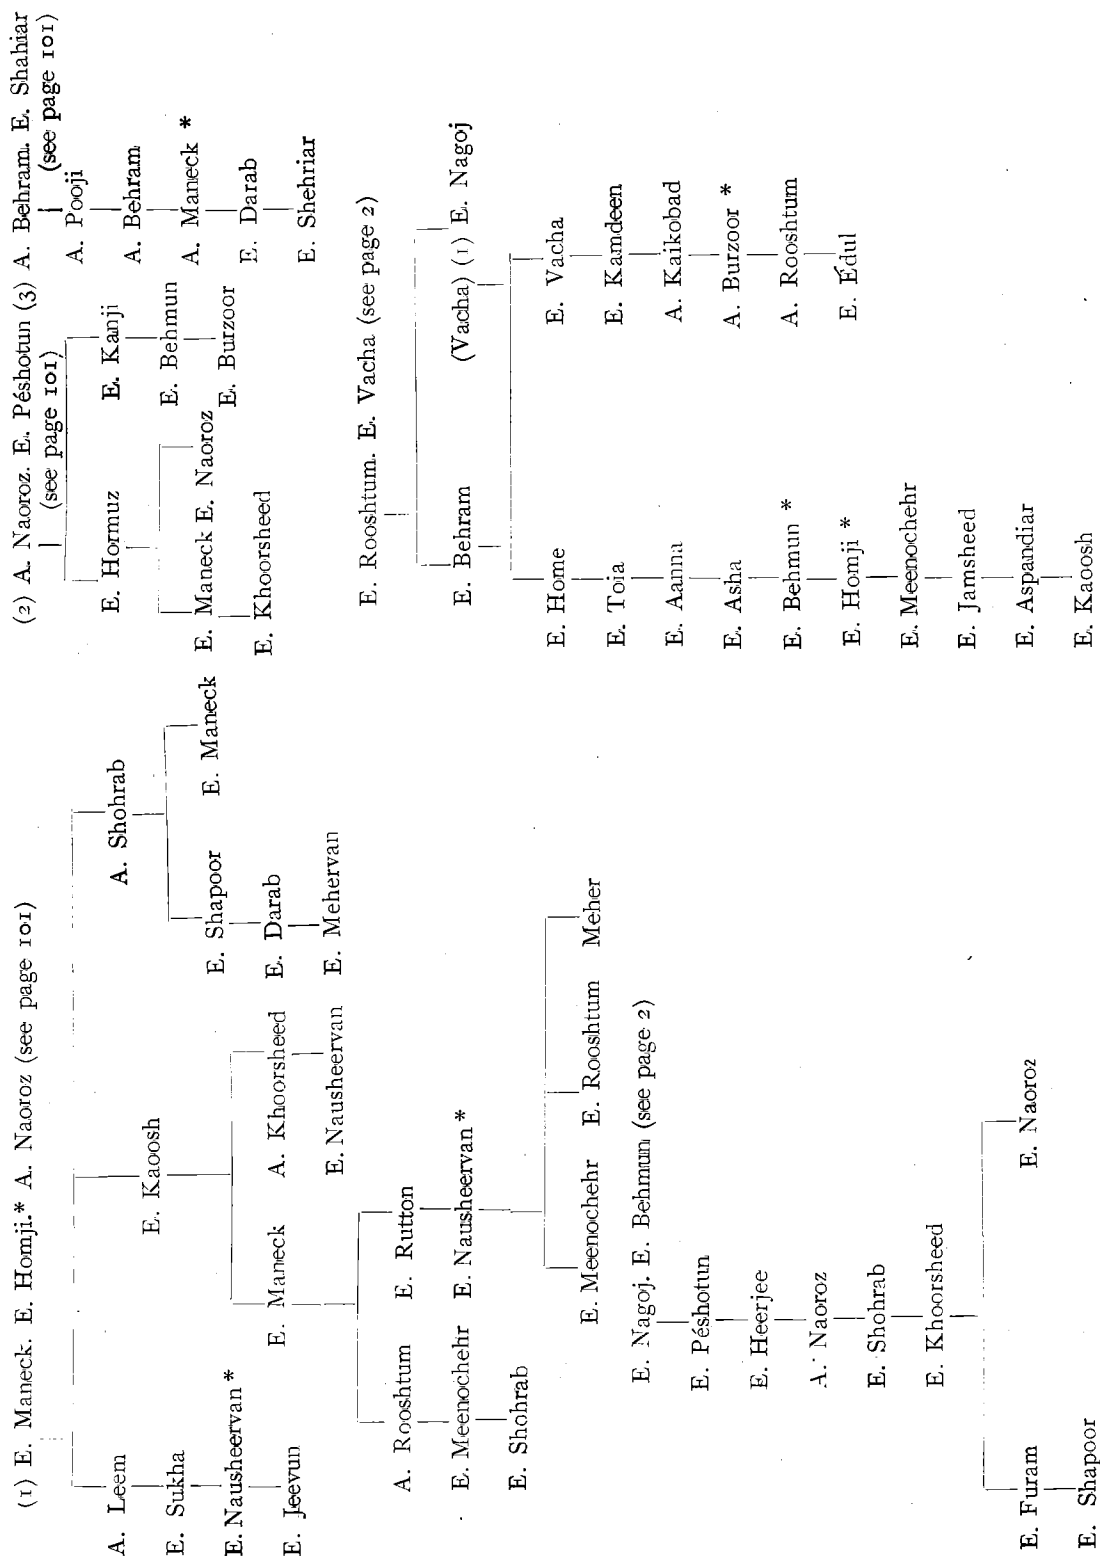 (1) E. Maneck. E. Homji.* A. Naoroz (see page 101)
A. Leem
E. Kaoosh
A. Shohrab
E. Sukha
E. Nausheervan *
E. Jeevun
E. Maneck
A. Khoorsheed
E. Nausheervan
E. Shapoor
E. Maneck
E. Darab
E. Mehervan
A. Rooshtum
E. Rutton
E. Meenochehr
E. Nausheervan *
E. Shohrab
E. Meenochehr
E. Rooshtum
Meher
E. Nagoj. E. Behmun (see page 2)
E. Péshotun
E. Heerjee
A. Naoroz
E. Shohrab
E. Khoorsheed
E. Furam
E. Naoroz
E. Shapoor
(2) A. Naoroz. E. Péshotun (3) A. Behram. E. Shahiar
(see page 101)
(see page 101)
E. Hormuz
E. Kanji
A. Pooji
E. Behmun
A. Behram
E. Maneck E. Naoroz
E. Burzoor
A. Maneck *
E. Khoorsheed
E. Darab
E. Shehriar
E. Rooshtum. E. Vacha (see page 2)
E. Behram
(Vacha) (1) E. Nagoj
E. Home
E. Vacha
E. Toia
E. Kamdeen
E. Aanna
A. Kaikobad
E. Asha
A. Burzoor *
E. Behmun *
A. Rooshtum
E. Homji *
E. Édul
E. Meenochehr
E. Jamsheed
E. Aspandiar
E. Kaoosh